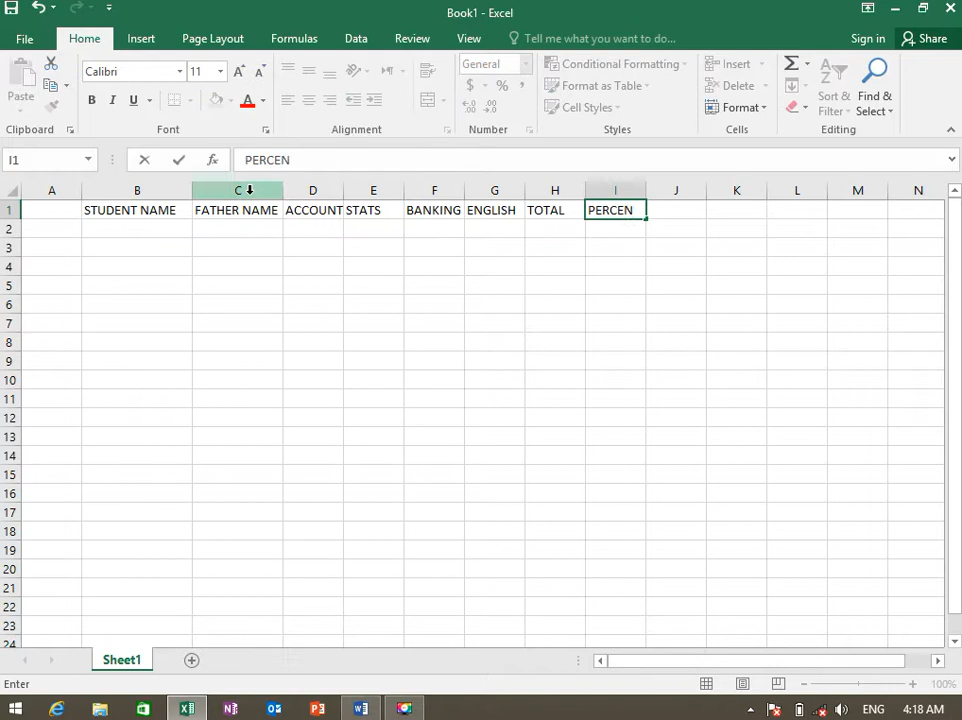 Book1 - Excel
File Home Insert Page Layout Formulas Data Review View Tell me what you want to do... Sign in Share
Paste Calibri 11 A A General Conditional Formatting Insert Σ
B I U A $ % , Format as Table Delete Sort & Find &
Cell Styles Format Filter Select
Clipboard Font Alignment Number Styles Cells Editing
I1 fx PERCEN
A B C D E F G H I J K L M N
1 STUDENT NAME FATHER NAME ACCOUNT STATS BANKING ENGLISH TOTAL PERCEN
2
3
4
5
6
7
8
9
10
11
12
13
14
15
16
17
18
19
20
21
22
23
24
Sheet1
Enter 100%
ENG 4:18 AM